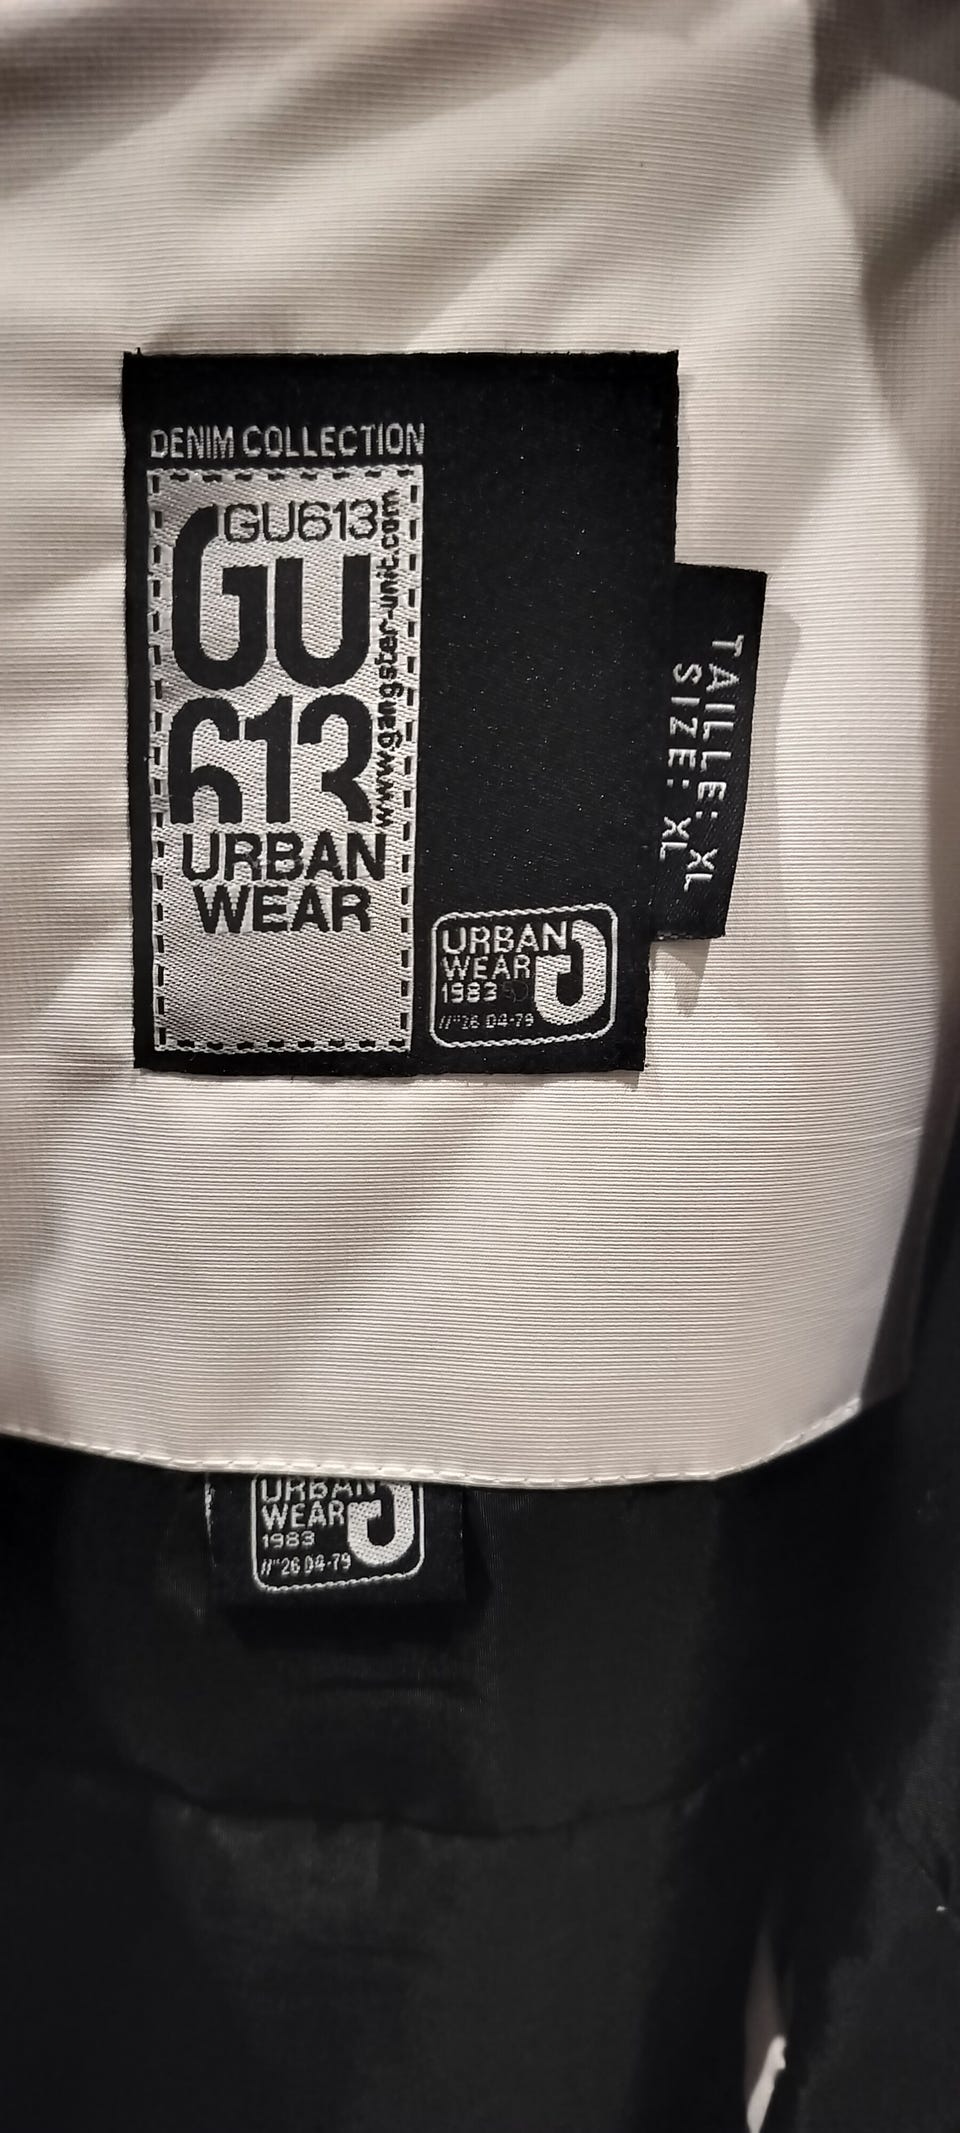 DENIM COLLECTION
GU613
GU
613
www.gangster-unit.com
URBAN
WEAR
URBAN
WEAR
1983
//"26 04-79
TAILLE: XL
SIZE: XL
URBAN
WEAR
1983
//"26 04-79